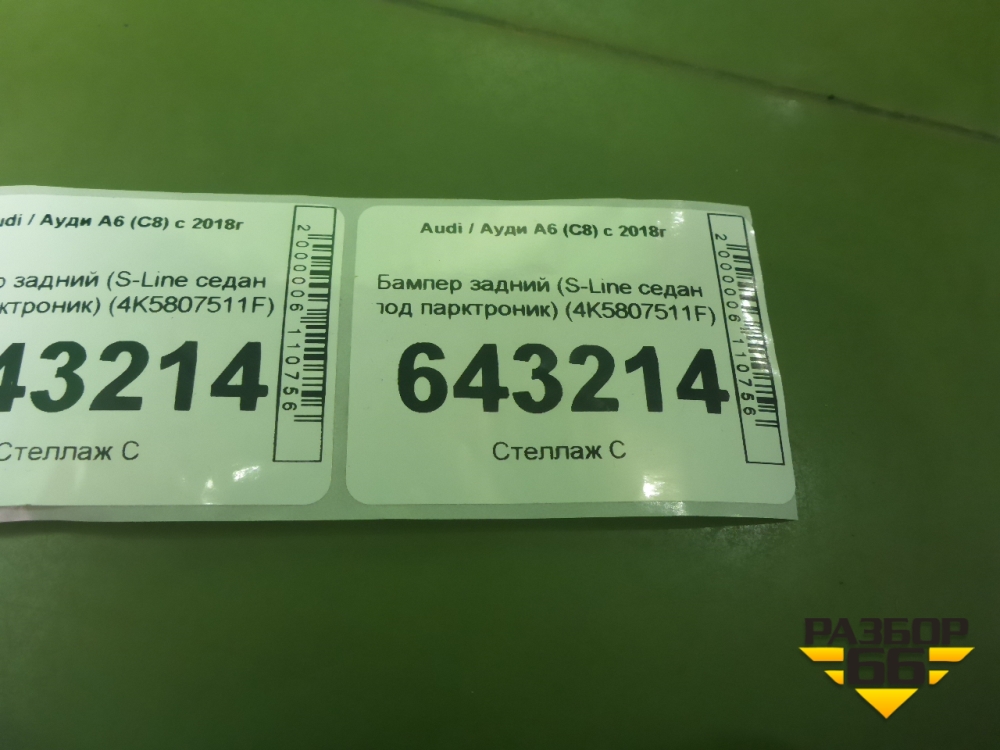 udi / Ауди A6 (C8) с 2018г
р задний (S-Line седан
ктроник) (4K5807511F)
43214
Стеллаж С
2000006110756
Audi / Ауди A6 (C8) с 2018г
Бампер задний (S-Line седан
под парктроник) (4K5807511F)
643214
Стеллаж С
2000006110756
РАЗБОР
66